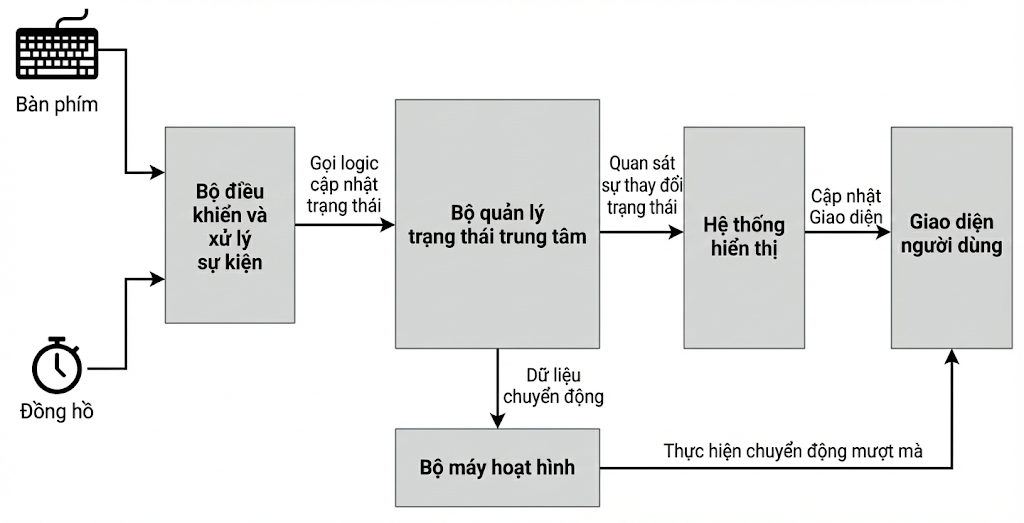 Bàn phím
Đồng hồ
Bộ điều
khiển và
xử lý
sự kiện
Gọi logic
cập nhật
trạng thái
Bộ quản lý
trạng thái trung tâm
Quan sát
sự thay đổi
trạng thái
Hệ thống
hiển thị
Cập nhật
Giao diện
Giao diện
người dùng
Dữ liệu
chuyển động
Bộ máy hoạt hình
Thực hiện chuyển động mượt mà